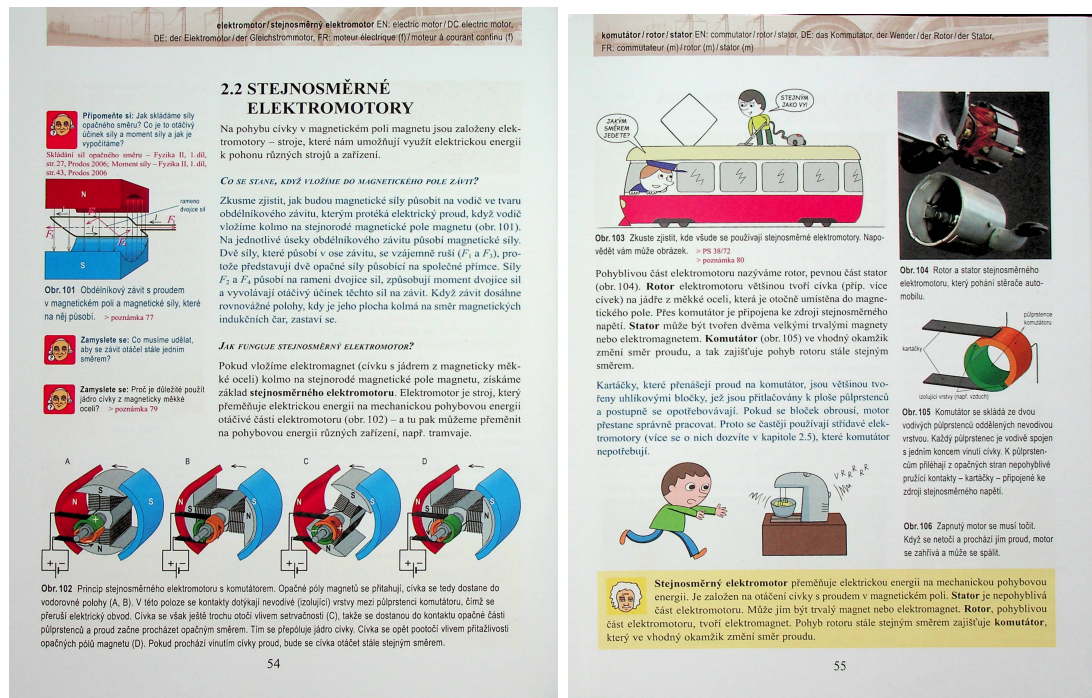 elektromotor/stejnosměrný elektromotor EN: electric motor/DC electric motor,
DE: der Elektromotor/der Gleichstrommotor, FR: moteur électrique (f)/moteur à courant continu (f)
2.2 STEJNOSMĚRNÉ
ELEKTROMOTORY
Připomeňte si: Jak skládáme síly
opačného směru? Co je to otáčivý
účinek síly a moment síly a jak je
vypočítáme?
Skládání sil opačného směru – Fyzika II, 1. díl,
str. 27, Prodos 2006; Moment síly – Fyzika II, 1. díl,
str. 43, Prodos 2006
N
rameno
dvojice sil
S
Obr. 101 Obdélníkový závit s proudem
v magnetickém poli a magnetické síly, které
na něj působí. > poznámka 77
Zamyslete se: Co musíme udělat,
aby se závit otáčel stále jedním
směrem?
Zamyslete se: Proč je důležité použít
jádro cívky z magneticky měkké
oceli? > poznámka 79
Na pohybu cívky v magnetickém poli magnetu jsou založeny elek-
tromotory – stroje, které nám umožňují využít elektrickou energii
k pohonu různých strojů a zařízení.
CO SE STANE, KDYŽ VLOŽÍME DO MAGNETICKÉHO POLE ZÁVIT?
Zkusme zjistit, jak budou magnetické síly působit na vodič ve tvaru
obdélníkového závitu, kterým protéká elektrický proud, když vodič
vložíme kolmo na stejnorodé magnetické pole magnetu (obr. 101).
Na jednotlivé úseky obdélníkového závitu působí magnetické síly.
Dvě síly, které působí v ose závitu, se vzájemně ruší (F₁ a F₃), pro-
tože představují dvě opačné síly působící na společné přímce. Síly
F₂ a F₄ působí na rameni dvojice sil, způsobují moment dvojice sil
a vyvolávají otáčivý účinek těchto sil na závit. Když závit dosáhne
rovnovážné polohy, kdy je jeho plocha kolmá na směr magnetických
indukčních čar, zastaví se.
JAK FUNGUJE STEJNOSMĚRNÝ ELEKTROMOTOR?
Pokud vložíme elektromagnet (cívku s jádrem z magneticky měk-
ké oceli) kolmo na stejnorodé magnetické pole magnetu, získáme
základ stejnosměrného elektromotoru. Elektromotor je stroj, který
přeměňuje elektrickou energii na mechanickou pohybovou energii
otáčivé části elektromotoru (obr. 102) – a tu pak můžeme přeměnit
na pohybovou energii různých zařízení, např. tramvaje.
A B C D
N S S N
N S S N
N S S N
N S S N
Obr. 102 Princip stejnosměrného elektromotoru s komutátorem. Opačné póly magnetů se přitahují, cívka se tedy dostane do
vodorovné polohy (A, B). V této poloze se kontakty dotýkají nevodivé (izolující) vrstvy mezi půlprstenci komutátoru, čímž se
přeruší elektrický obvod. Cívka se však ještě trochu otočí vlivem setrvačnosti (C), takže se dostanou do kontaktu opačné části
půlprstenců a proud začne procházet opačným směrem. Tím se přepóluje jádro cívky. Cívka se opět pootočí vlivem přitažlivosti
opačných pólů magnetu (D). Pokud prochází vinutím cívky proud, bude se cívka otáčet stále stejným směrem.
54
komutátor/rotor/stator EN: commutator/rotor/stator, DE: das Kommutator, der Wender/der Rotor/der Stator,
FR: commutateur (m)/rotor (m)/stator (m)
JAKÝM
SMĚREM
JEDETE?
STEJNÝM
JAKO VY!
Obr. 103 Zkuste zjistit, kde všude se používají stejnosměrné elektromotory. Napo-
vědět vám může obrázek. > PS 38/72
> poznámka 80
Pohyblivou část elektromotoru nazýváme rotor, pevnou část stator
(obr. 104). Rotor elektromotoru většinou tvoří cívka (příp. více
cívek) na jádře z měkké oceli, která je otočně umístěna do magne-
tického pole. Přes komutátor je připojena ke zdroji stejnosměrného
napětí. Stator může být tvořen dvěma velkými trvalými magnety
nebo elektromagnetem. Komutátor (obr. 105) ve vhodný okamžik
změní směr proudu, a tak zajišťuje pohyb rotoru stále stejným
směrem.
Kartáčky, které přenášejí proud na komutátor, jsou většinou tvo-
řeny uhlíkovými bločky, jež jsou přitlačovány k ploše půlprstenců
a postupně se opotřebovávají. Pokud se bloček obrousí, motor
přestane správně pracovat. Proto se častěji používají střídavé elek-
tromotory (více se o nich dozvíte v kapitole 2.5), které komutátor
nepotřebují.
VRRRRR
Obr. 104 Rotor a stator stejnosměrného
elektromotoru, který pohání stěrače auto-
mobilu.
půlprstence
komutátoru
kartáčky
izolující vrstvy (např. vzduch)
Obr. 105 Komutátor se skládá ze dvou
vodivých půlprstenců oddělených nevodivou
vrstvou. Každý půlprstenec je vodivě spojen
s jedním koncem vinutí cívky. K půlprsten-
cům přiléhají z opačných stran nepohyblivé
pružící kontakty – kartáčky – připojené ke
zdroji stejnosměrného napětí.
Obr. 106 Zapnutý motor se musí točit.
Když se netočí a prochází jím proud, motor
se zahřívá a může se spálit.
Stejnosměrný elektromotor přeměňuje elektrickou energii na mechanickou pohybovou
energii. Je založen na otáčení cívky s proudem v magnetickém poli. Stator je nepohyblivá
část elektromotoru. Může jím být trvalý magnet nebo elektromagnet. Rotor, pohyblivou
část elektromotoru, tvoří elektromagnet. Pohyb rotoru stále stejným směrem zajišťuje komutátor,
který ve vhodný okamžik změní směr proudu.
55